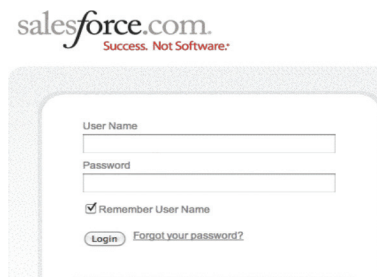 salesforce.com.
Success. Not Software.
User Name
Password
Remember User Name
Login Forgot your password?